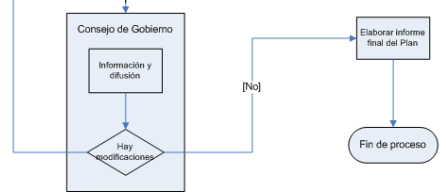 Consejo de Gobierno
Información y
difusión
Hay
modificaciones
[No]
Elaborar informe
final del Plan
Fin de proceso